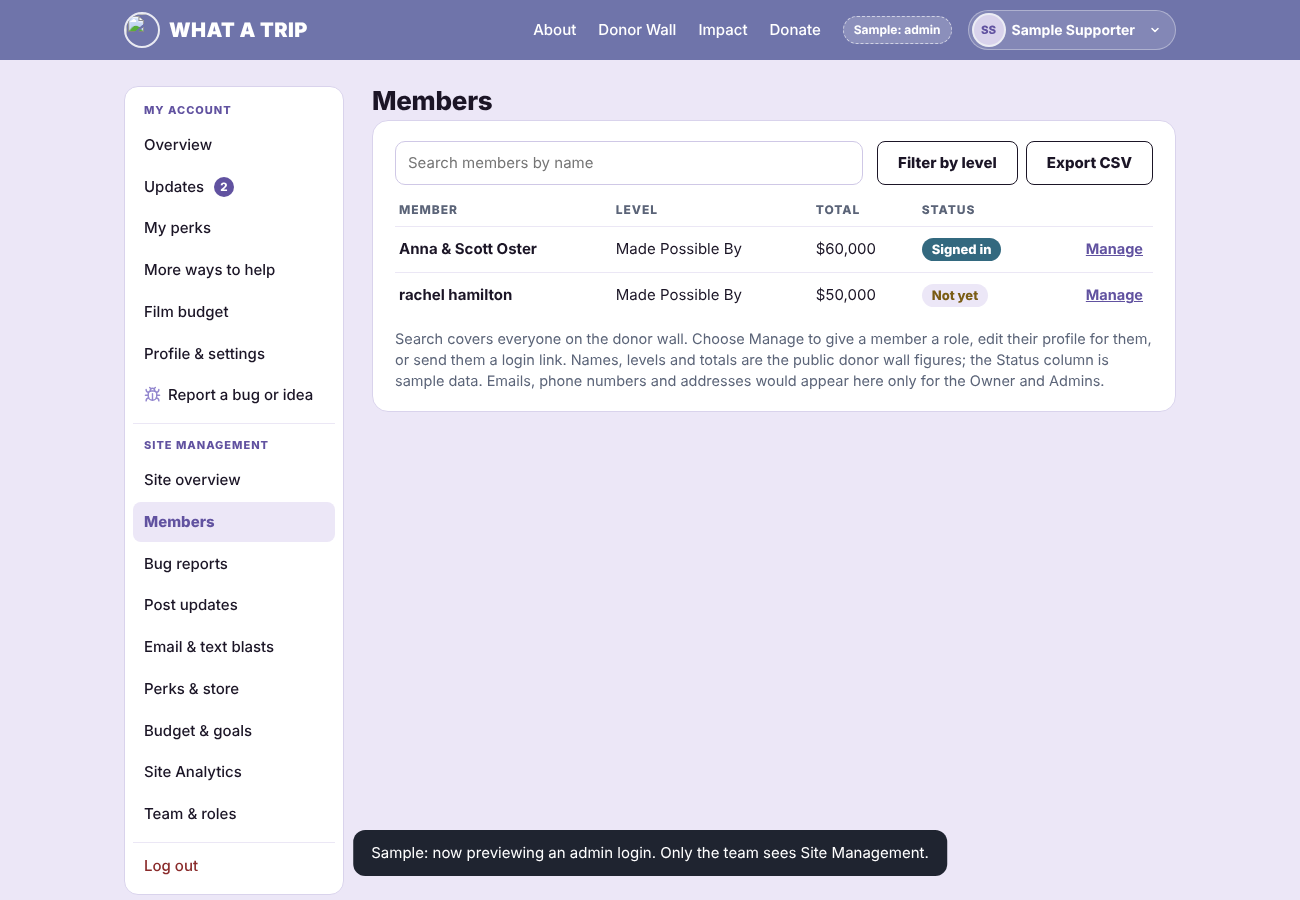 WHAT A TRIP
About
Donor Wall
Impact
Donate
Sample: admin
SS
Sample Supporter
MY ACCOUNT
Overview
Updates 2
My perks
More ways to help
Film budget
Profile & settings
Report a bug or idea
SITE MANAGEMENT
Site overview
Members
Bug reports
Post updates
Email & text blasts
Perks & store
Budget & goals
Site Analytics
Team & roles
Log out
Members
Search members by name
Filter by level
Export CSV
MEMBER LEVEL TOTAL STATUS
Anna & Scott Oster Made Possible By $60,000 Signed in Manage
rachel hamilton Made Possible By $50,000 Not yet Manage
Search covers everyone on the donor wall. Choose Manage to give a member a role, edit their profile for them,
or send them a login link. Names, levels and totals are the public donor wall figures; the Status column is
sample data. Emails, phone numbers and addresses would appear here only for the Owner and Admins.
Sample: now previewing an admin login. Only the team sees Site Management.